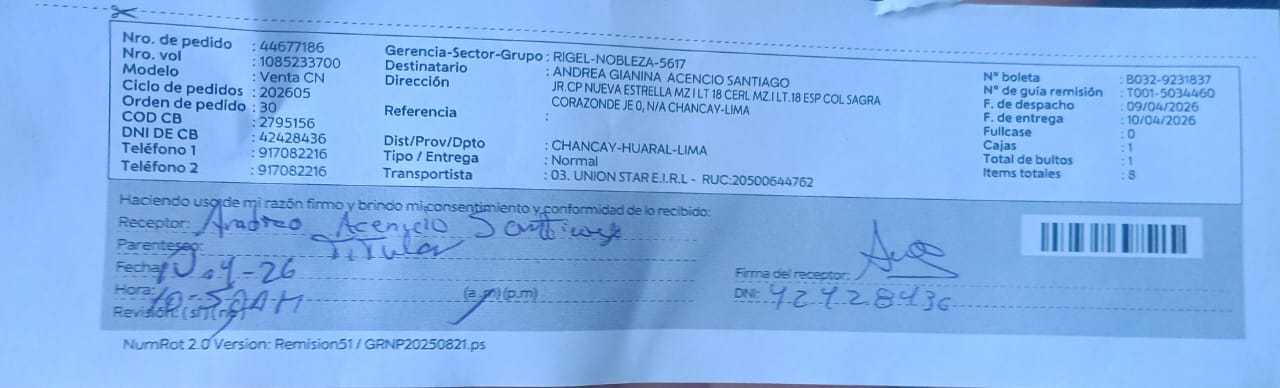 Nro. de pedido : 44677186
Nro. vol : 1085233700
Modelo : Venta CN
Ciclo de pedidos : 202605
Orden de pedido : 30
COD CB : 2795156
DNI DE CB : 42428436
Teléfono 1 : 917082216
Teléfono 2 : 917082216
Gerencia-Sector-Grupo : RIGEL-NOBLEZA-5617
Destinatario : ANDREA GIANINA ACENCIO SANTIAGO
Dirección JR.CP NUEVA ESTRELLA MZ I LT 18 CERL MZ.I LT.18 ESP COL SAGRA
CORAZONDE JE 0, N/A CHANCAY-LIMA
Referencia :
Dist/Prov/Dpto : CHANCAY-HUARAL-LIMA
Tipo / Entrega : Normal
Transportista : 03. UNION STAR E.I.R.L - RUC:20500644762
N° boleta : B032-9231837
N° de guía remisión : T001-5034460
F. de despacho : 09/04/2026
F. de entrega : 10/04/2026
Fullcase : 0
Cajas : 1
Total de bultos : 1
Items totales : 8
Haciendo uso de mi razón firmo y brindo mi consentimiento y conformidad de lo recibido:
Receptor: Andrea Acencio Santiago
Parentesco: Titular
Fecha: 10-4-26
Hora: 10-50AM (a.m) (p.m)
Revisión: (si) (no)
Firma del receptor:
DNI: 42428436
NumRot 2.0 Version: Remision51 / GRNP20250821.ps